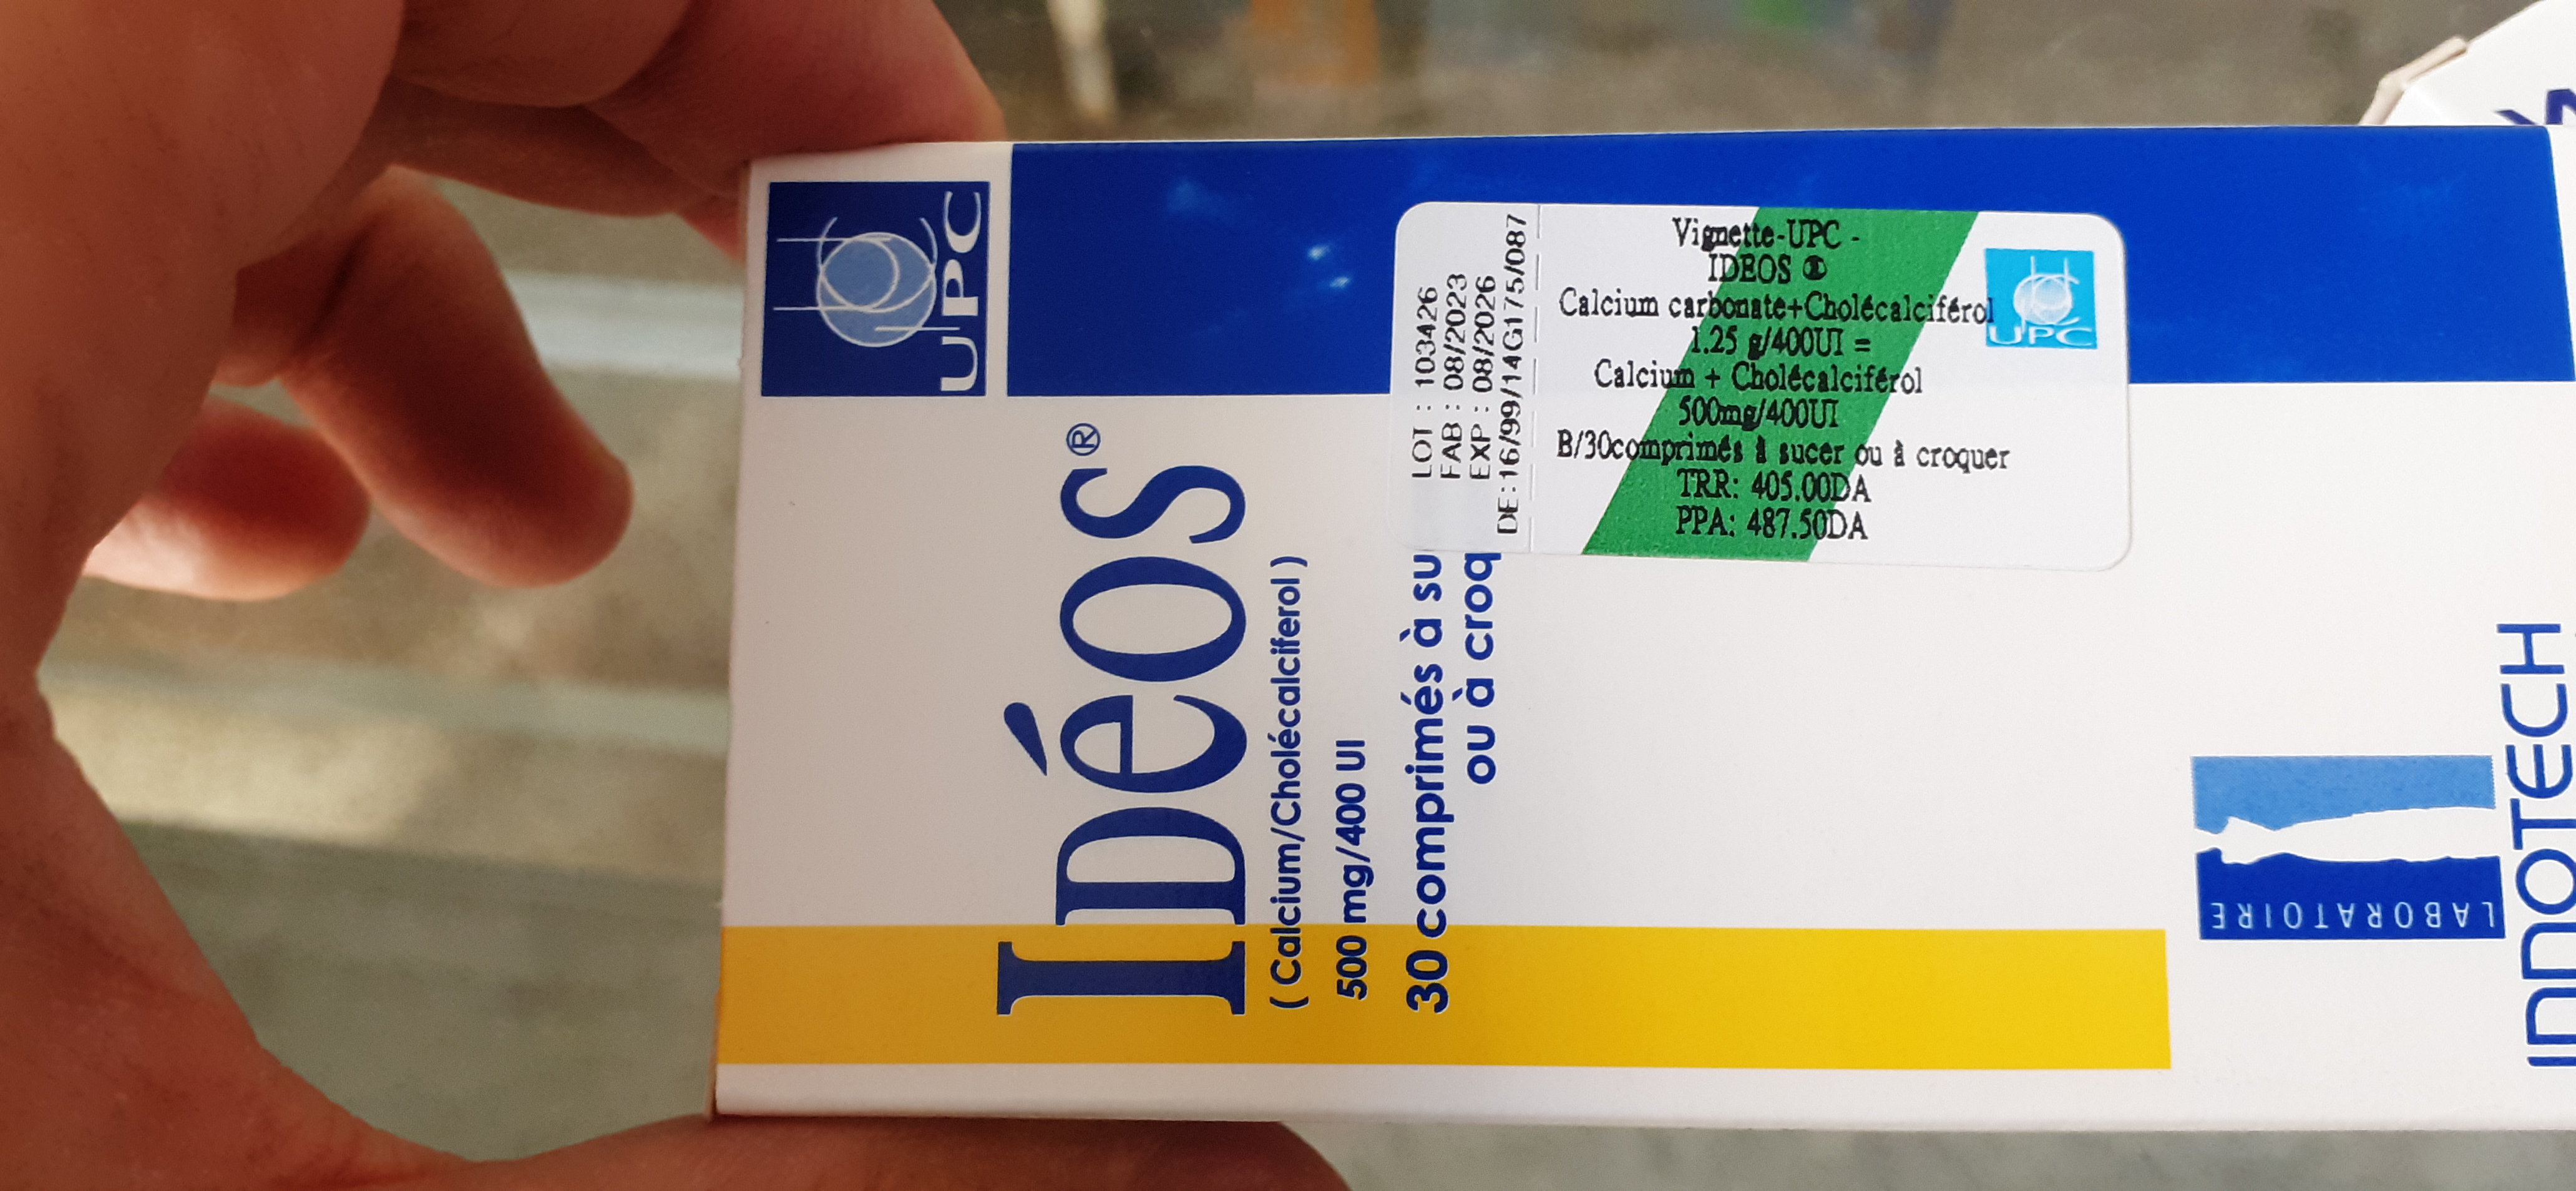 UPC
IDÉOS®
(Calcium/Cholécalciferol)
500 mg/400 UI
30 comprimés à su
ou à croq
LOT : 103426
FAB : 08/2023
EXP : 08/2026
DE:16/99/14G175/087
Vignette-UPC -
IDEOS ®
Calcium carbonate+Cholécalciférol
1.25 g/400UI =
Calcium + Cholécalciférol
500mg/400UI
B/30comprimés à sucer ou à croquer
TRR: 405.00DA
PPA: 487.50DA
UPC
LABORATOIRE
INNOTECH